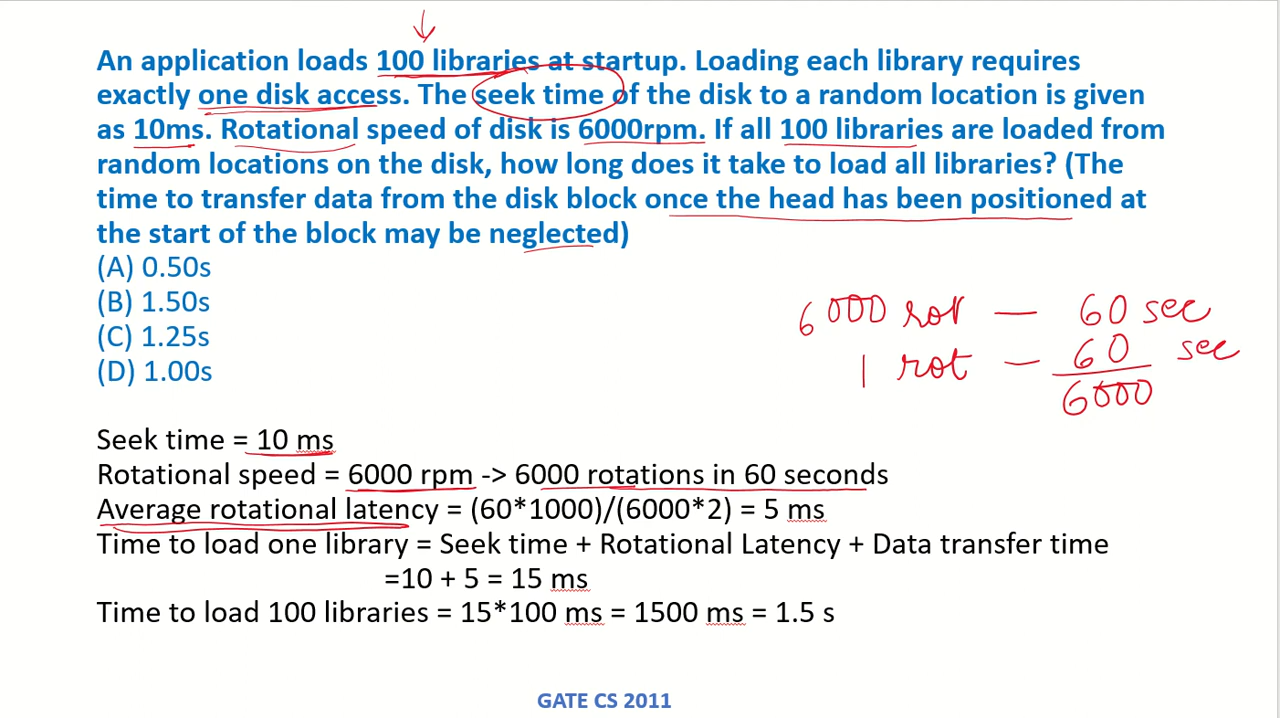 An application loads 100 libraries at startup. Loading each library requires
exactly one disk access. The seek time of the disk to a random location is given
as 10ms. Rotational speed of disk is 6000rpm. If all 100 libraries are loaded from
random locations on the disk, how long does it take to load all libraries? (The
time to transfer data from the disk block once the head has been positioned at
the start of the block may be neglected)
(A) 0.50s
(B) 1.50s
(C) 1.25s
(D) 1.00s
6000 rot — 60 sec
1 rot — 60 sec
6000
Seek time = 10 ms
Rotational speed = 6000 rpm -> 6000 rotations in 60 seconds
Average rotational latency = (60*1000)/(6000*2) = 5 ms
Time to load one library = Seek time + Rotational Latency + Data transfer time
=10 + 5 = 15 ms
Time to load 100 libraries = 15*100 ms = 1500 ms = 1.5 s
GATE CS 2011